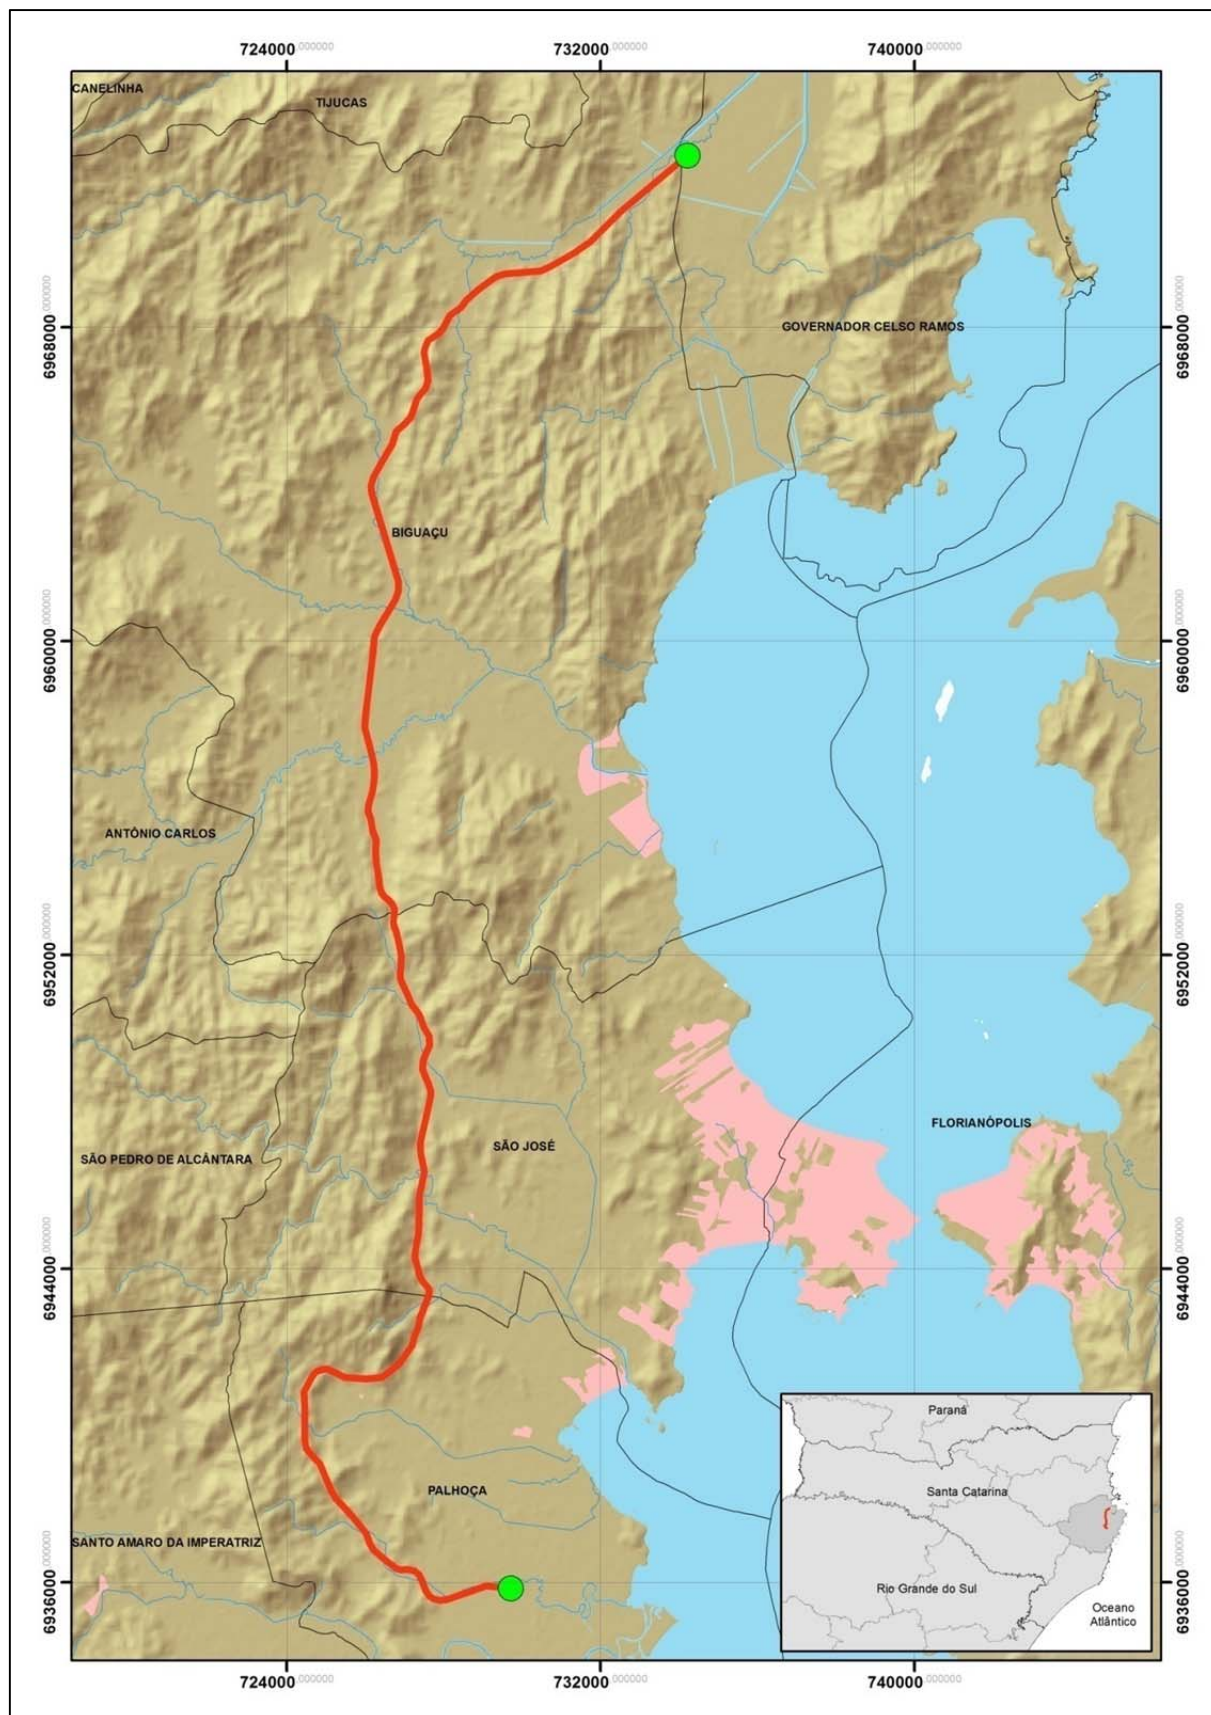 724000.000000 732000.000000 740000.000000
CANELINHA
TIJUCAS
6968000.000000 6968000.000000
GOVERNADOR CELSO RAMOS
BIGUAÇU
6960000.000000 6960000.000000
ANTÔNIO CARLOS
6952000.000000 6952000.000000
FLORIANÓPOLIS
SÃO JOSÉ
SÃO PEDRO DE ALCÂNTARA
6944000.000000 6944000.000000
Paraná
PALHOÇA
Santa Catarina
SANTO AMARO DA IMPERATRIZ
6936000.000000 6936000.000000
Rio Grande do Sul
Oceano
Atlântico
724000.000000 732000.000000 740000.000000